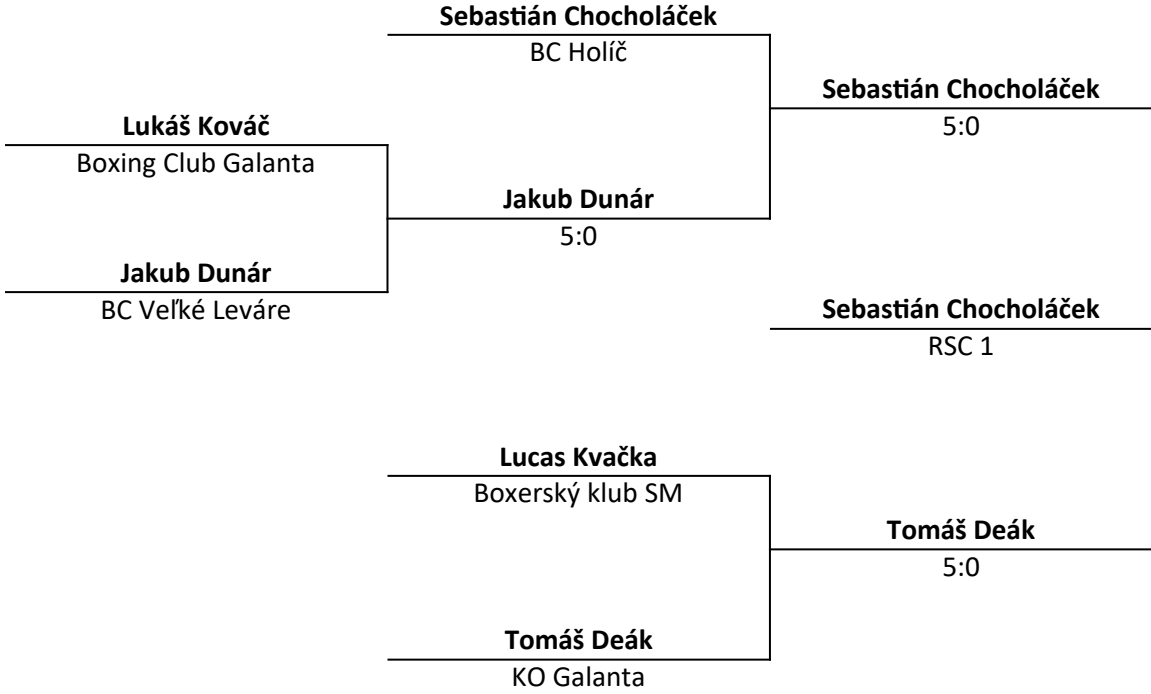 Sebastián Chocholáček
BC Holíč
Sebastián Chocholáček
5:0
Lukáš Kováč
Boxing Club Galanta
Jakub Dunár
5:0
Jakub Dunár
BC Veľké Leváre
Sebastián Chocholáček
RSC 1
Lucas Kvačka
Boxerský klub SM
Tomáš Deák
5:0
Tomáš Deák
KO Galanta